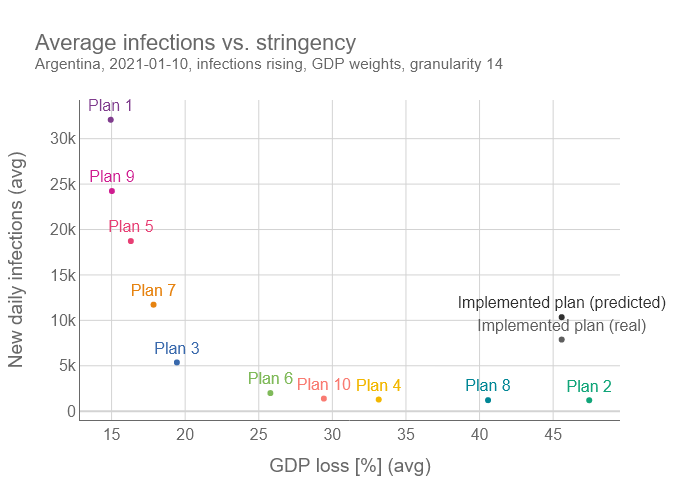 Average infections vs. stringency
Argentina, 2021-01-10, infections rising, GDP weights, granularity 14
New daily infections (avg)
30k
25k
20k
15k
10k
5k
0
Plan 1
Plan 9
Plan 5
Plan 7
Implemented plan (predicted)
Implemented plan (real)
Plan 3
Plan 6
Plan 10
Plan 4
Plan 8
Plan 2
15
20
25
30
35
40
45
GDP loss [%] (avg)